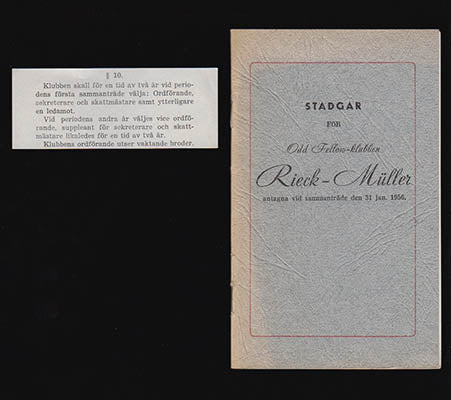 § 10.
Klubben skall för en tid av två år vid perio-
dens första sammanträde välja: Ordförande,
sekreterare och skattmästare samt ytterligare
en ledamot.
Vid periodens andra år väljes vice ordfö-
rande, suppleant för sekreterare och skatt-
mästare likaledes för en tid av två år.
Klubbens ordförande utser vaktande broder.
STADGAR
FÖR
Odd Fellow-klubben
Rieck-Müller
antagna vid sammanträde den 31 jan. 1956.